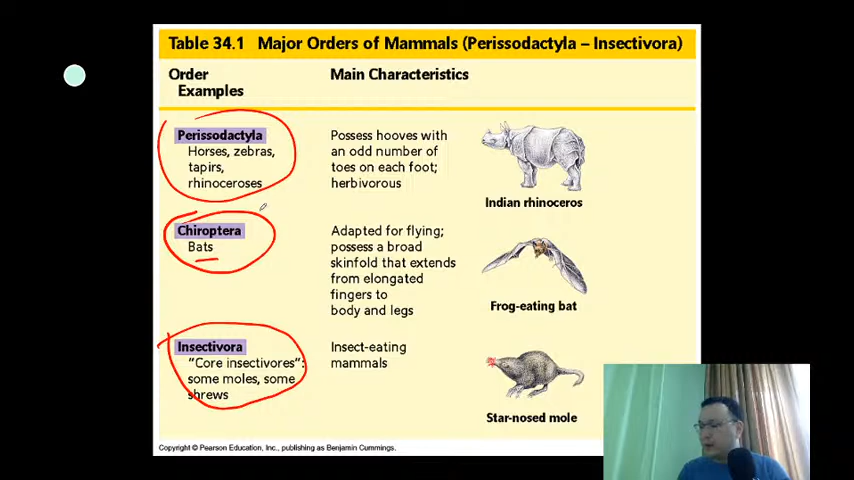 Table 34.1 Major Orders of Mammals (Perissodactyla – Insectivora)
Order
Examples
Main Characteristics
Perissodactyla
Horses, zebras,
tapirs,
rhinoceroses
Possess hooves with
an odd number of
toes on each foot;
herbivorous
Indian rhinoceros
Chiroptera
Bats
Adapted for flying;
possess a broad
skinfold that extends
from elongated
fingers to
body and legs
Frog-eating bat
Insectivora
"Core insectivores":
some moles, some
shrews
Insect-eating
mammals
Star-nosed mole
Copyright © Pearson Education, Inc., publishing as Benjamin Cummings.